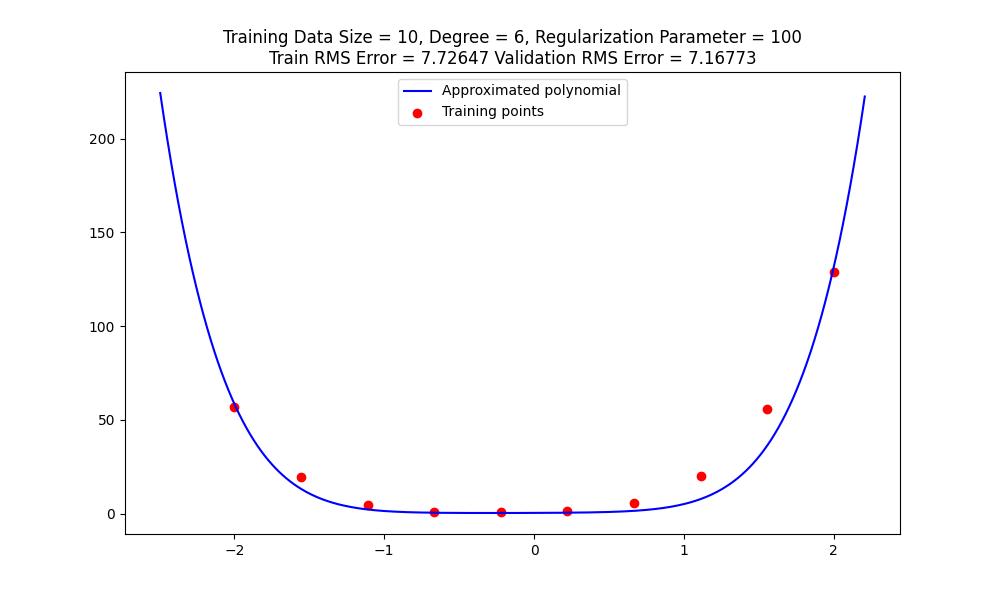 Training Data Size = 10, Degree = 6, Regularization Parameter = 100
Train RMS Error = 7.72647 Validation RMS Error = 7.16773
Approximated polynomial
Training points
200
150
100
50
0
−2
−1
0
1
2